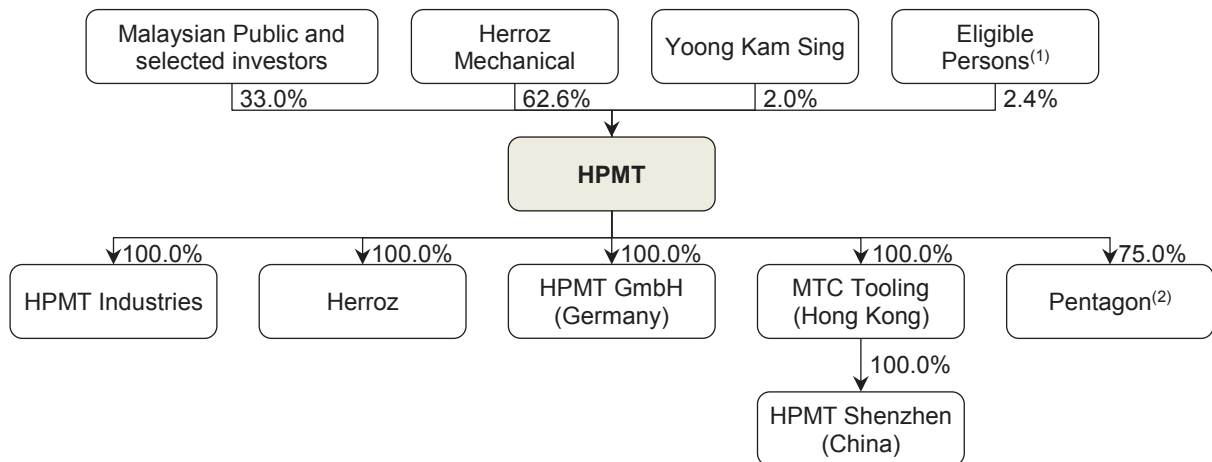 Malaysian Public and
selected investors
Herroz
Mechanical
Yoong Kam Sing
Eligible
Persons(1)
33.0%
62.6%
2.0%
2.4%
HPMT
100.0%
100.0%
100.0%
100.0%
75.0%
HPMT Industries
Herroz
HPMT GmbH
(Germany)
MTC Tooling
(Hong Kong)
Pentagon(2)
100.0%
HPMT Shenzhen
(China)